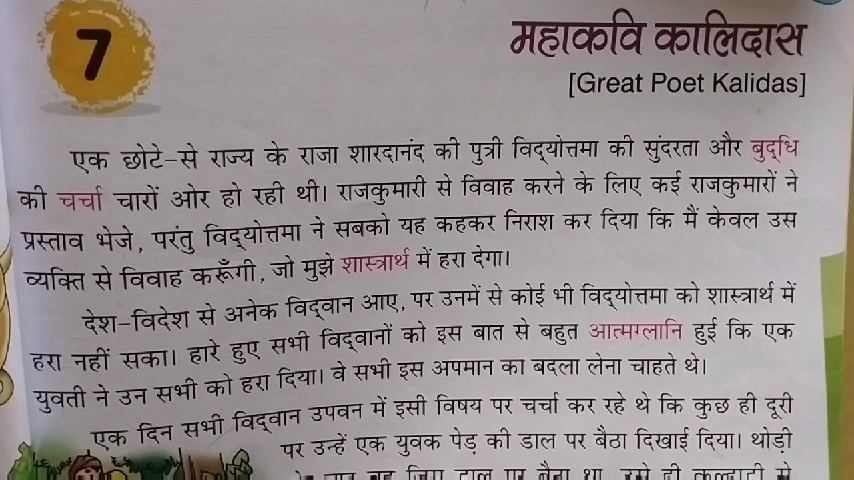 7
महाकवि कालिदास
[Great Poet Kalidas]
एक छोटे-से राज्य के राजा शारदानंद की पुत्री विद्योत्तमा की सुंदरता और बुद्धि
की चर्चा चारों ओर हो रही थी। राजकुमारी से विवाह करने के लिए कई राजकुमारों ने
प्रस्ताव भेजे, परंतु विद्योत्तमा ने सबको यह कहकर निराश कर दिया कि मैं केवल उस
व्यक्ति से विवाह करूँगी, जो मुझे शास्त्रार्थ में हरा देगा।
देश-विदेश से अनेक विद्वान आए, पर उनमें से कोई भी विद्योत्तमा को शास्त्रार्थ में
हरा नहीं सका। हारे हुए सभी विद्वानों को इस बात से बहुत आत्मग्लानि हुई कि एक
युवती ने उन सभी को हरा दिया। वे सभी इस अपमान का बदला लेना चाहते थे।
एक दिन सभी विद्वान उपवन में इसी विषय पर चर्चा कर रहे थे कि कुछ ही दूरी
पर उन्हें एक युवक पेड़ की डाल पर बैठा दिखाई दिया। थोड़ी